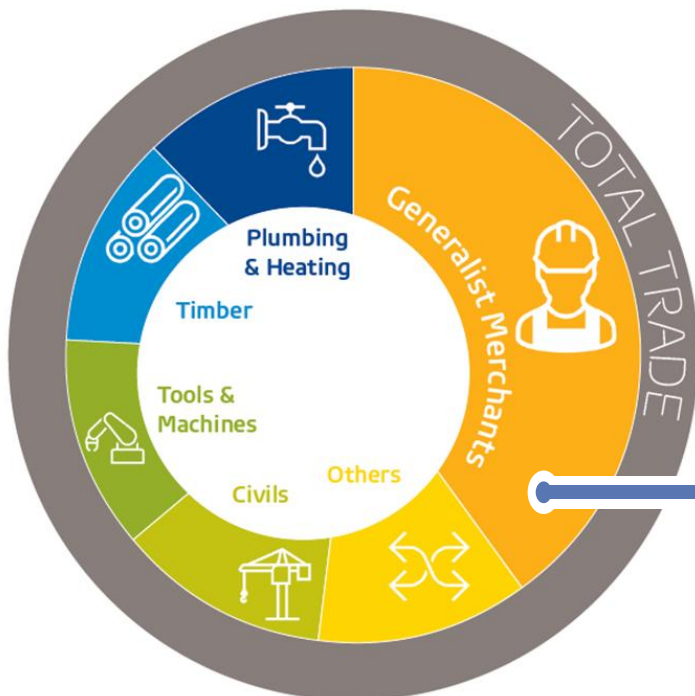 TOTAL TRADE
Generalist Merchants
Plumbing
& Heating
Timber
Tools &
Machines
Others
Civils